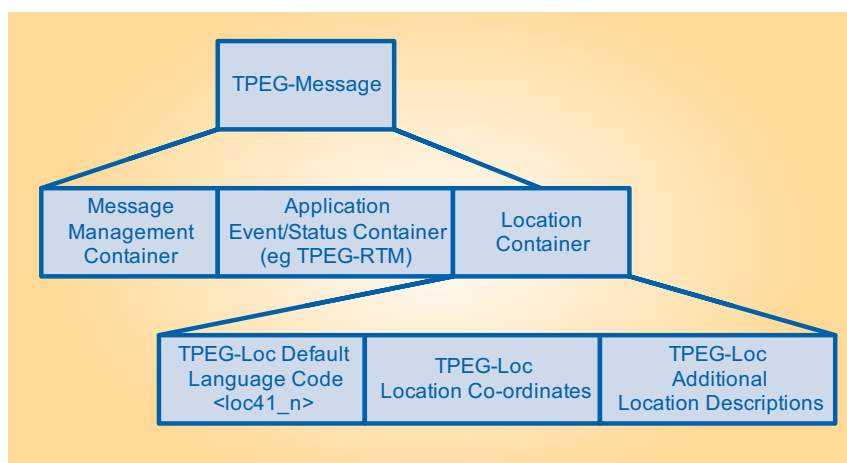 TPEG-Message
Message
Management
Container
Application
Event/Status Container
(eg TPEG-RTM)
Location
Container
TPEG-Loc Default
Language Code
<loc41_n>
TPEG-Loc
Location Co-ordinates
TPEG-Loc
Additional
Location Descriptions